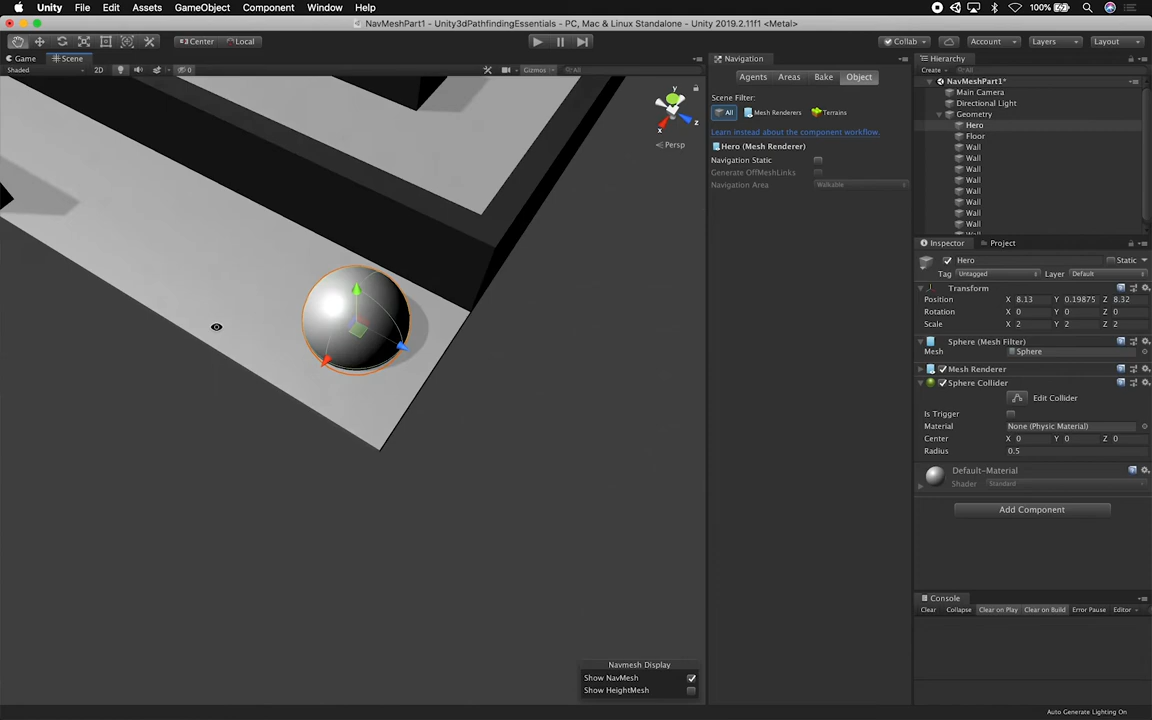 Unity File Edit Assets GameObject Component Window Help 100%
NavMeshPart1 - Unity3dPathfindingEssentials - PC, Mac & Linux Standalone - Unity 2019.2.11f1 <Metal>
Center Local Collab Account Layers Layout
Game Scene
Shaded 2D 0 Gizmos All
y
x z
Persp
Navmesh Display
Show NavMesh
Show HeightMesh
Navigation
Agents Areas Bake Object
Scene Filter:
All Mesh Renderers Terrains
Learn instead about the component workflow.
Hero (Mesh Renderer)
Navigation Static
Generate OffMeshLinks
Navigation Area Walkable
Hierarchy
Create All
NavMeshPart1*
Main Camera
Directional Light
Geometry
Hero
Floor
Wall
Wall
Wall
Wall
Wall
Wall
Wall
Wall
Inspector Project
Hero Static
Tag Untagged Layer Default
Transform
Position X 8.13 Y 0.19875 Z 8.32
Rotation X 0 Y 0 Z 0
Scale X 2 Y 2 Z 2
Sphere (Mesh Filter)
Mesh Sphere
Mesh Renderer
Sphere Collider
Edit Collider
Is Trigger
Material None (Physic Material)
Center X 0 Y 0 Z 0
Radius 0.5
Default-Material
Shader Standard
Add Component
Console
Clear Collapse Clear on Play Clear on Build Error Pause Editor
Auto Generate Lighting On